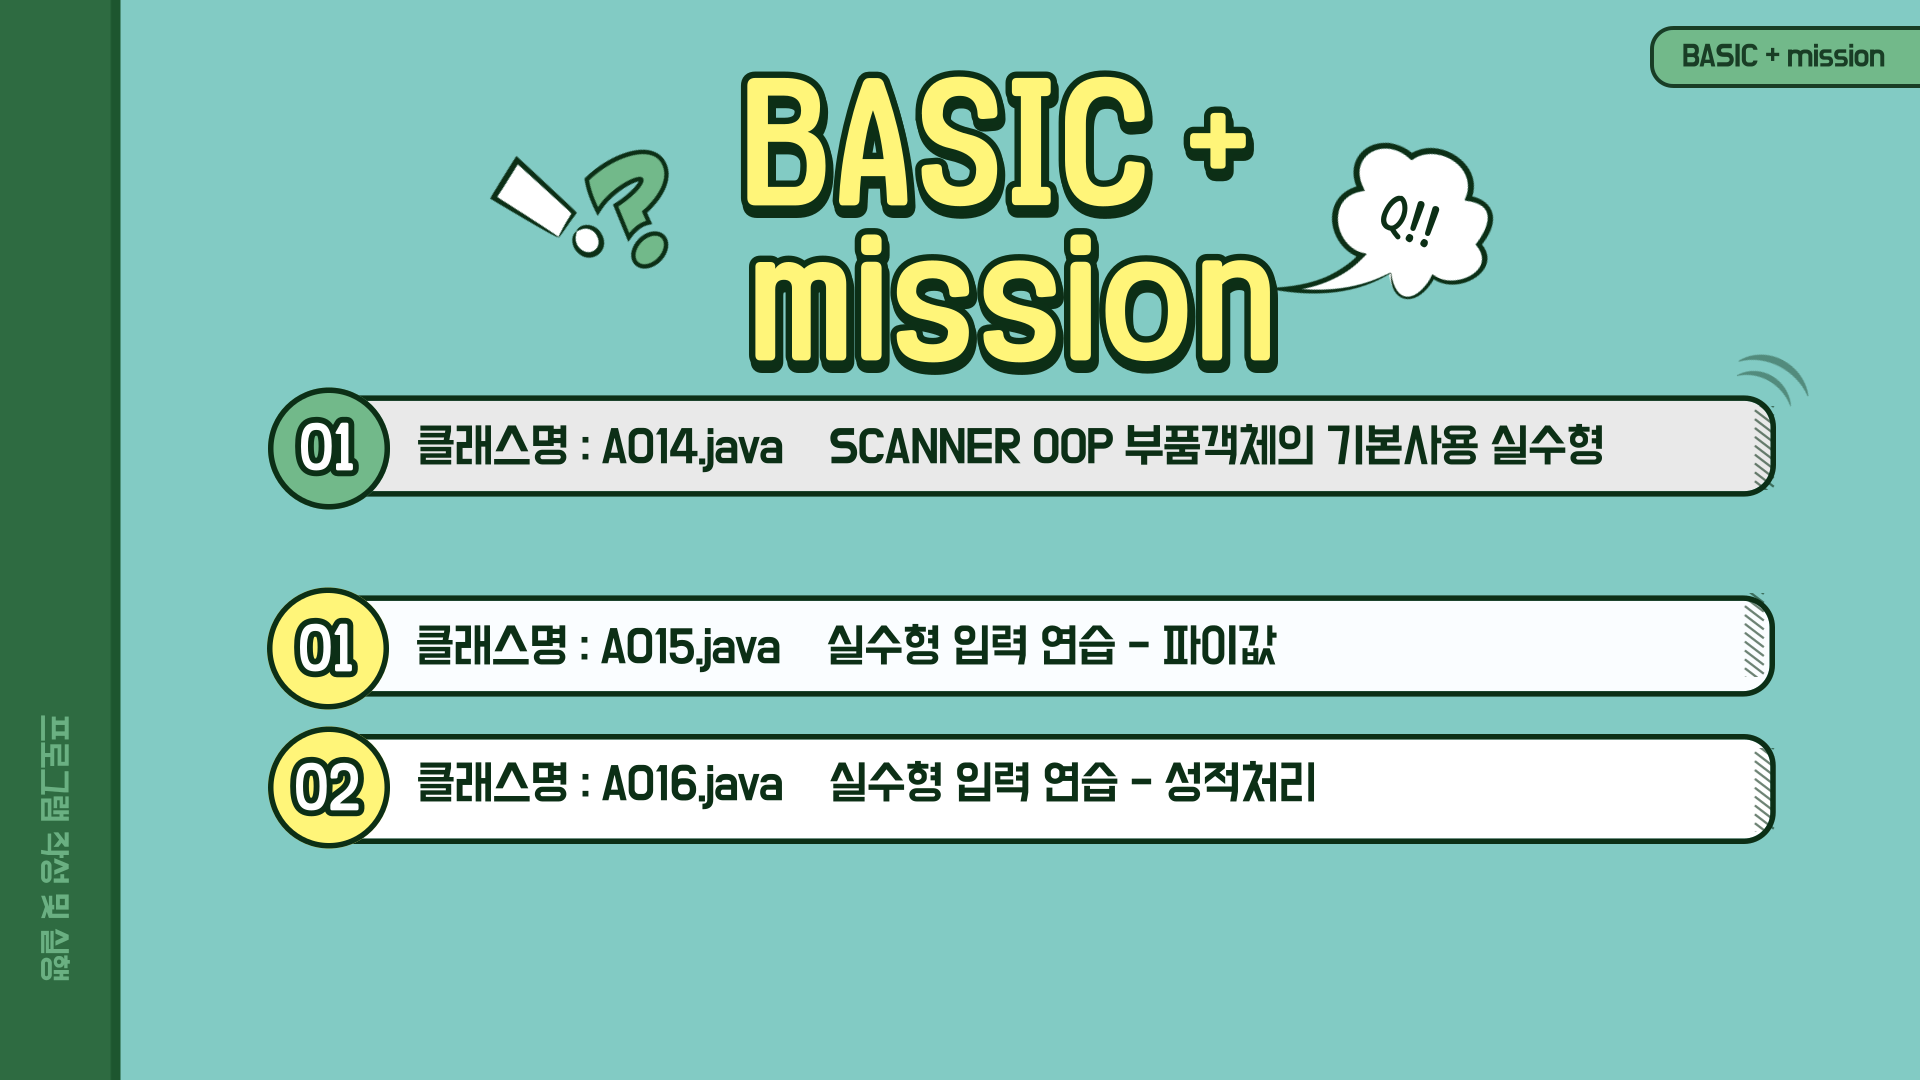 BASIC + mission
BASIC +
mission
Q!!
01 클래스명 : A014.java SCANNER OOP 부품객체의 기본사용 실수형
01 클래스명 : A015.java 실수형 입력 연습 - 파이값
02 클래스명 : A016.java 실수형 입력 연습 - 성적처리
프로그램 작성 및 실행